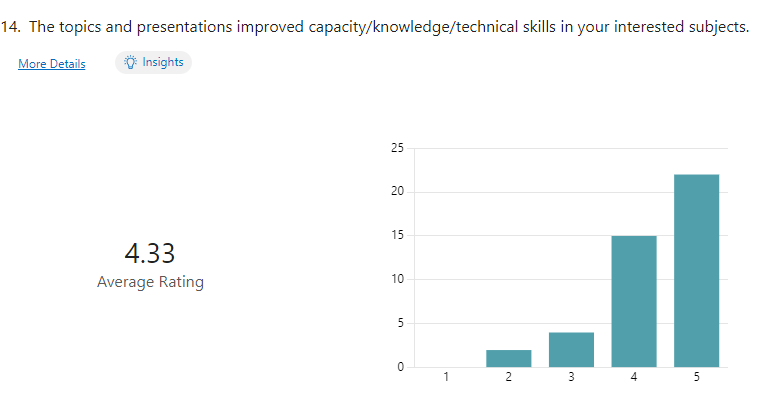 14. The topics and presentations improved capacity/knowledge/technical skills in your interested subjects.
More Details
Insights
4.33
Average Rating
25
20
15
10
5
0
1 2 3 4 5